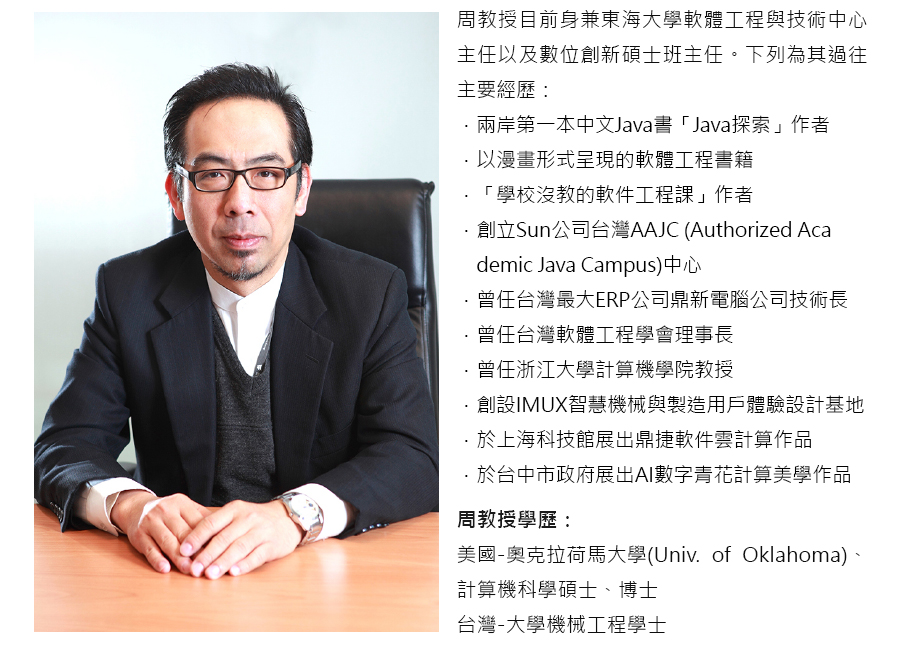 周教授目前身兼東海大學軟體工程與技術中心
主任以及數位創新碩士班主任。下列為其過往
主要經歷：
．兩岸第一本中文Java書「Java探索」作者
．以漫畫形式呈現的軟體工程書籍
．「學校沒教的軟件工程課」作者
．創立Sun公司台灣AAJC (Authorized Aca
demic Java Campus)中心
．曾任台灣最大ERP公司鼎新電腦公司技術長
．曾任台灣軟體工程學會理事長
．曾任浙江大學計算機學院教授
．創設IMUX智慧機械與製造用戶體驗設計基地
．於上海科技館展出鼎捷軟件雲計算作品
．於台中市政府展出AI數字青花計算美學作品
周教授學歷：
美國-奧克拉荷馬大學(Univ. of Oklahoma)、
計算機科學碩士、博士
台灣-大學機械工程學士